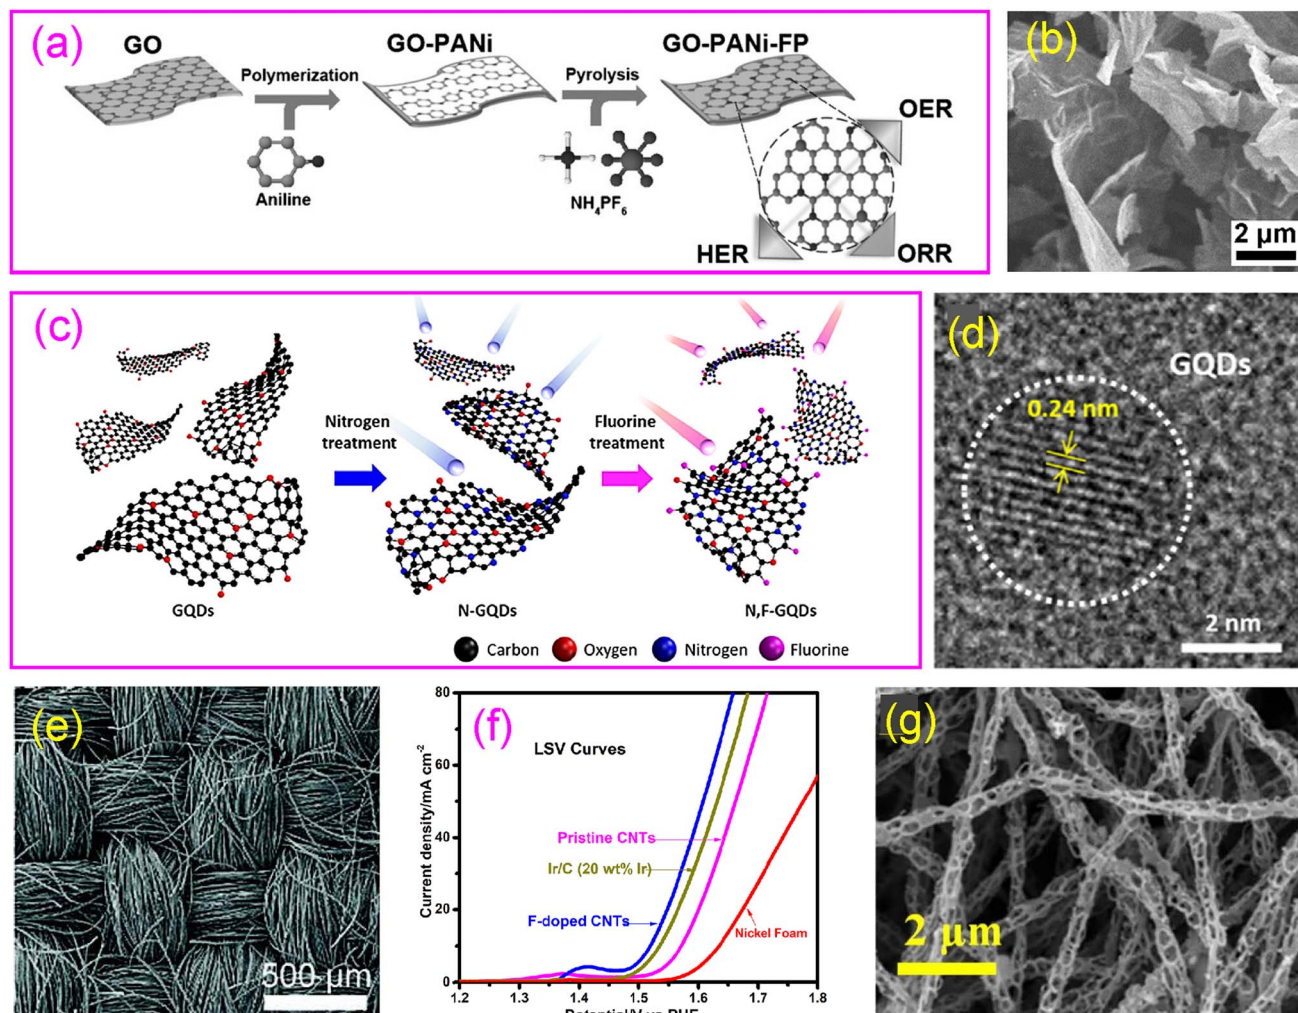 (a)
GO
GO-PANi
GO-PANi-FP
Polymerization
Pyrolysis
Aniline
NH₄PF₆
OER
HER
ORR
(b)
2 µm
(c)
Nitrogen
treatment
Fluorine
treatment
GQDs
N-GQDs
N,F-GQDs
Carbon
Oxygen
Nitrogen
Fluorine
(d)
GQDs
0.24 nm
2 nm
(e)
500 µm
(f)
LSV Curves
Pristine CNTs
Ir/C (20 wt% Ir)
F-doped CNTs
Nickel Foam
Current density/mA cm⁻²
80
60
40
20
0
1.2
1.3
1.4
1.5
1.6
1.7
1.8
Potential/V vs RHE
(g)
2 µm